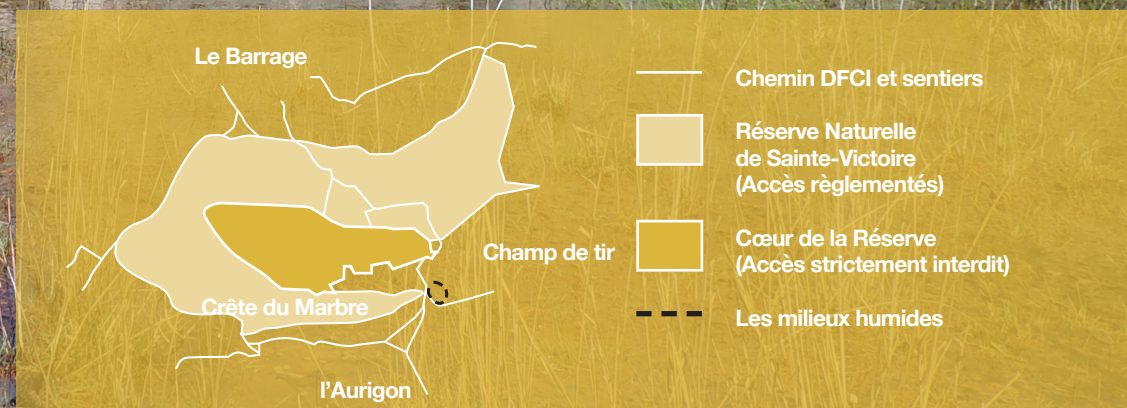 Le Barrage
Champ de tir
Crête du Marbre
l'Aurigon
Chemin DFCI et sentiers
Réserve Naturelle
de Sainte-Victoire
(Accès règlementés)
Cœur de la Réserve
(Accès strictement interdit)
Les milieux humides